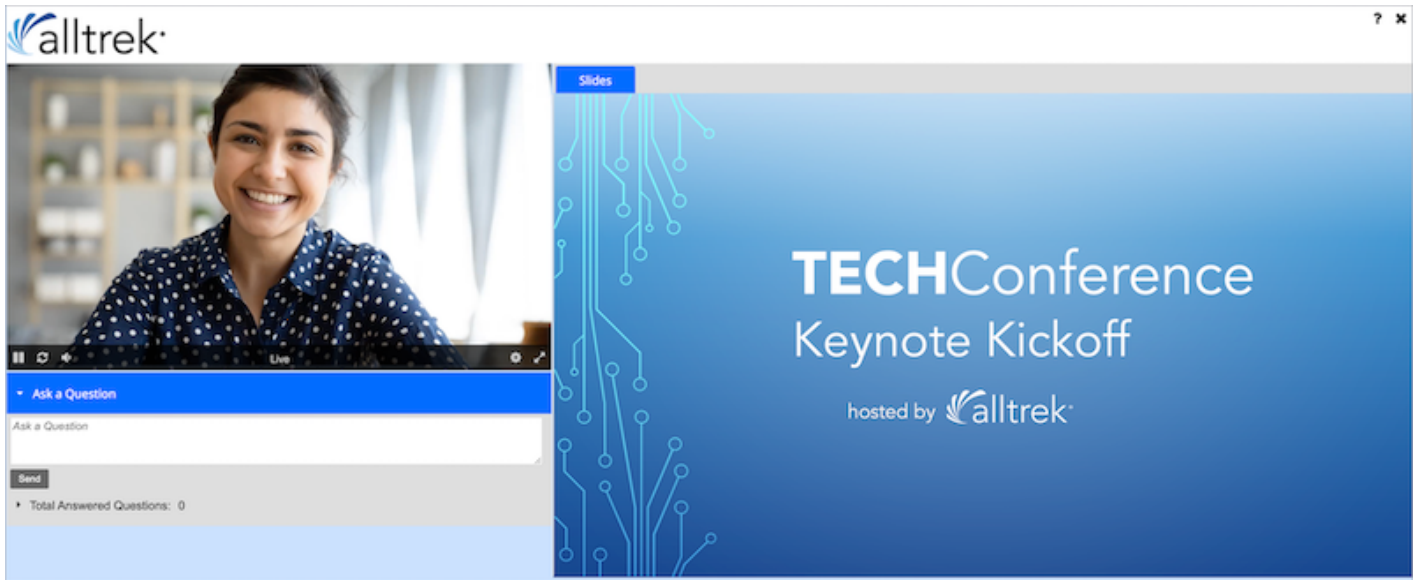 alltrek
? ✖
Slides
Live
Ask a Question
Ask a Question
Send
Total Answered Questions: 0
TECHConference
Keynote Kickoff
hosted by alltrek